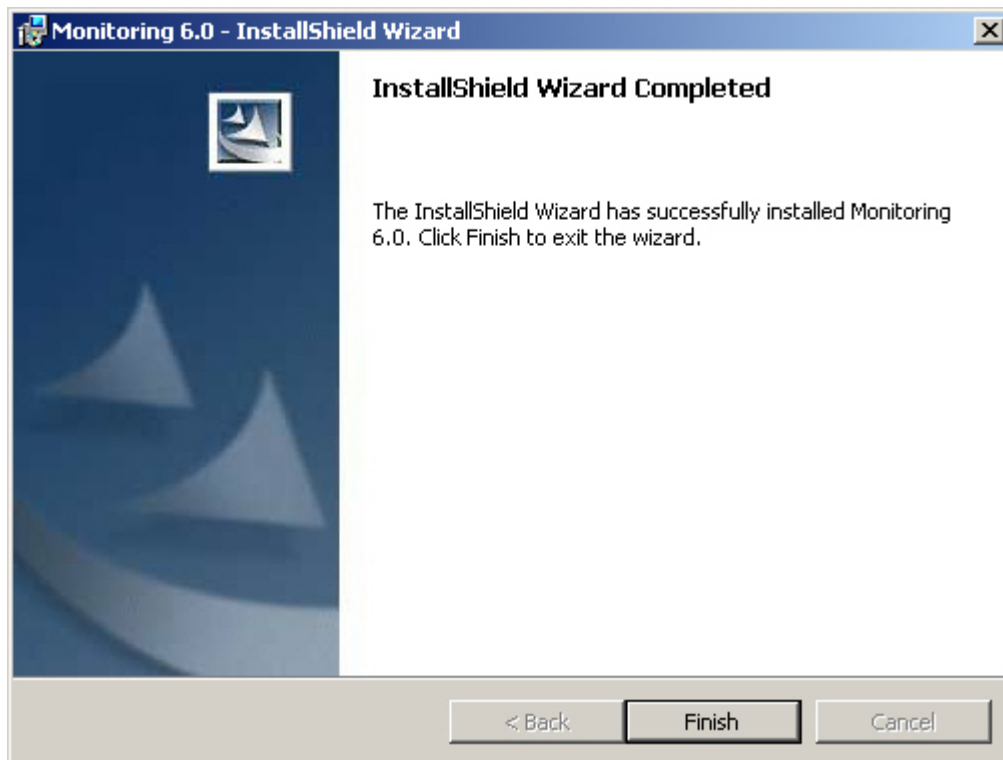 Monitoring 6.0 - InstallShield Wizard
InstallShield Wizard Completed
The InstallShield Wizard has successfully installed Monitoring
6.0. Click Finish to exit the wizard.
< Back
Finish
Cancel